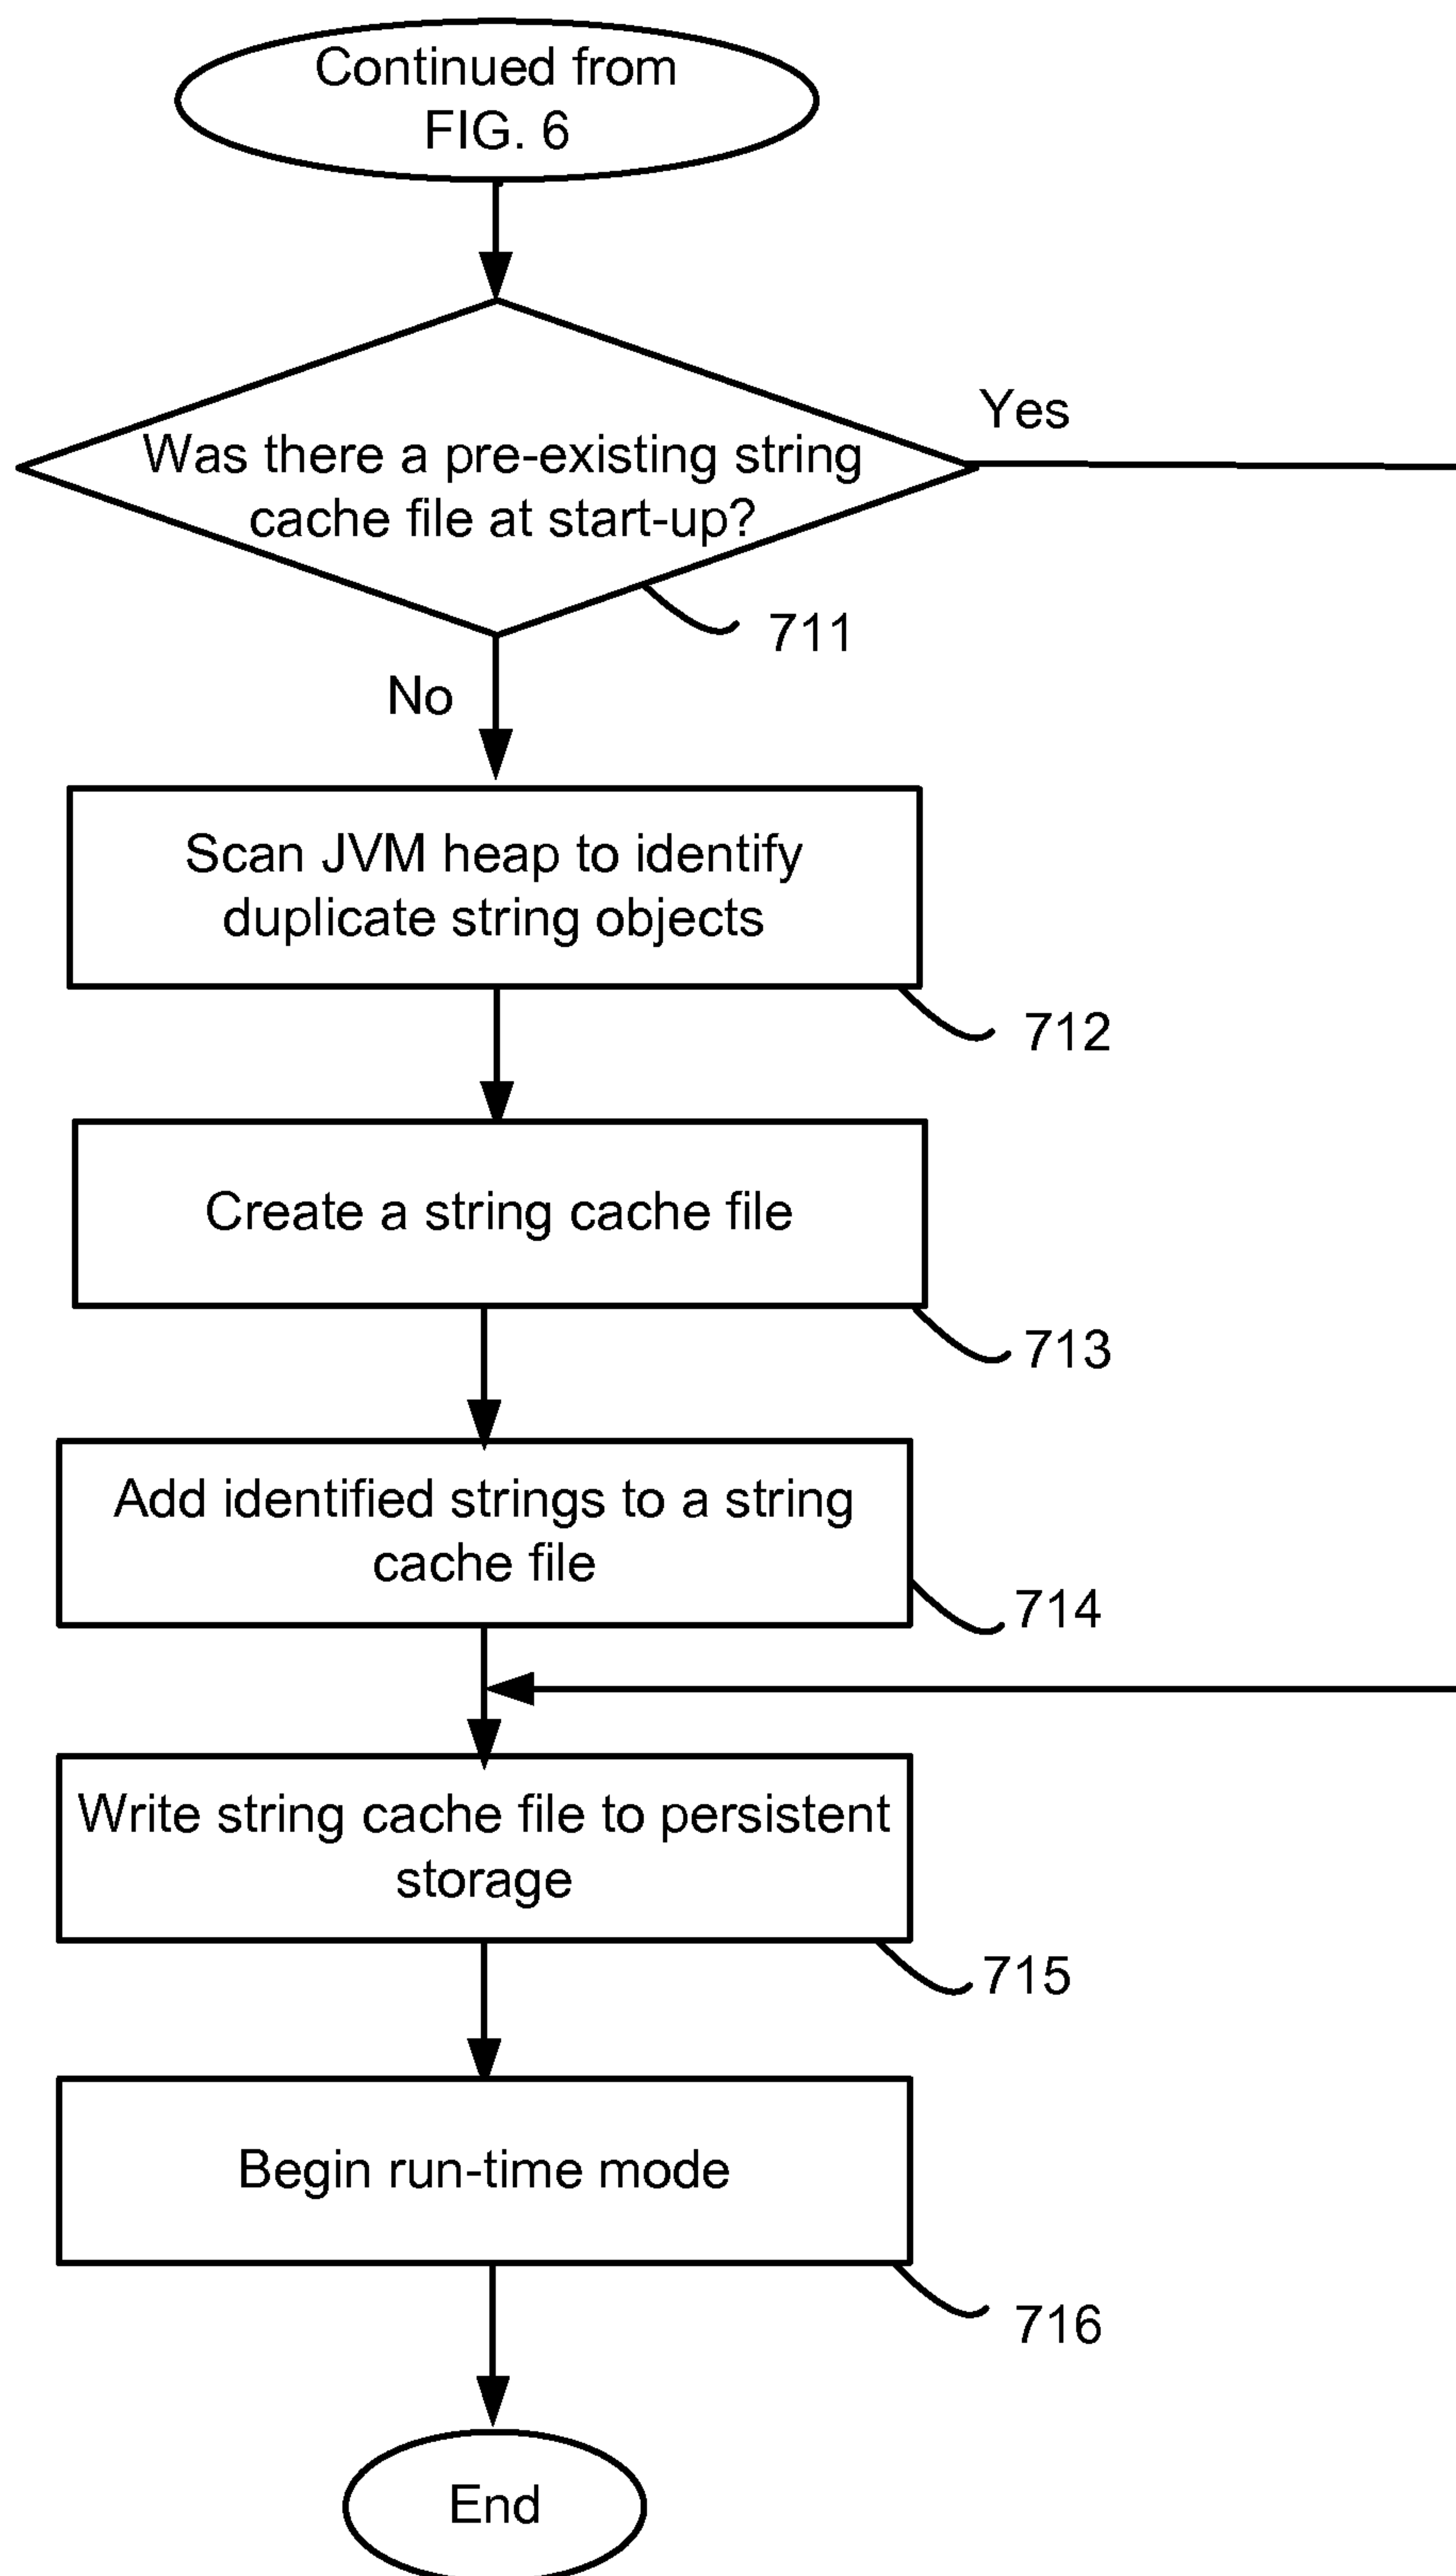 Continued from
FIG. 6
Was there a pre-existing string
cache file at start-up?
Yes
711
No
Scan JVM heap to identify
duplicate string objects
712
Create a string cache file
713
Add identified strings to a string
cache file
714
Write string cache file to persistent
storage
715
Begin run-time mode
716
End